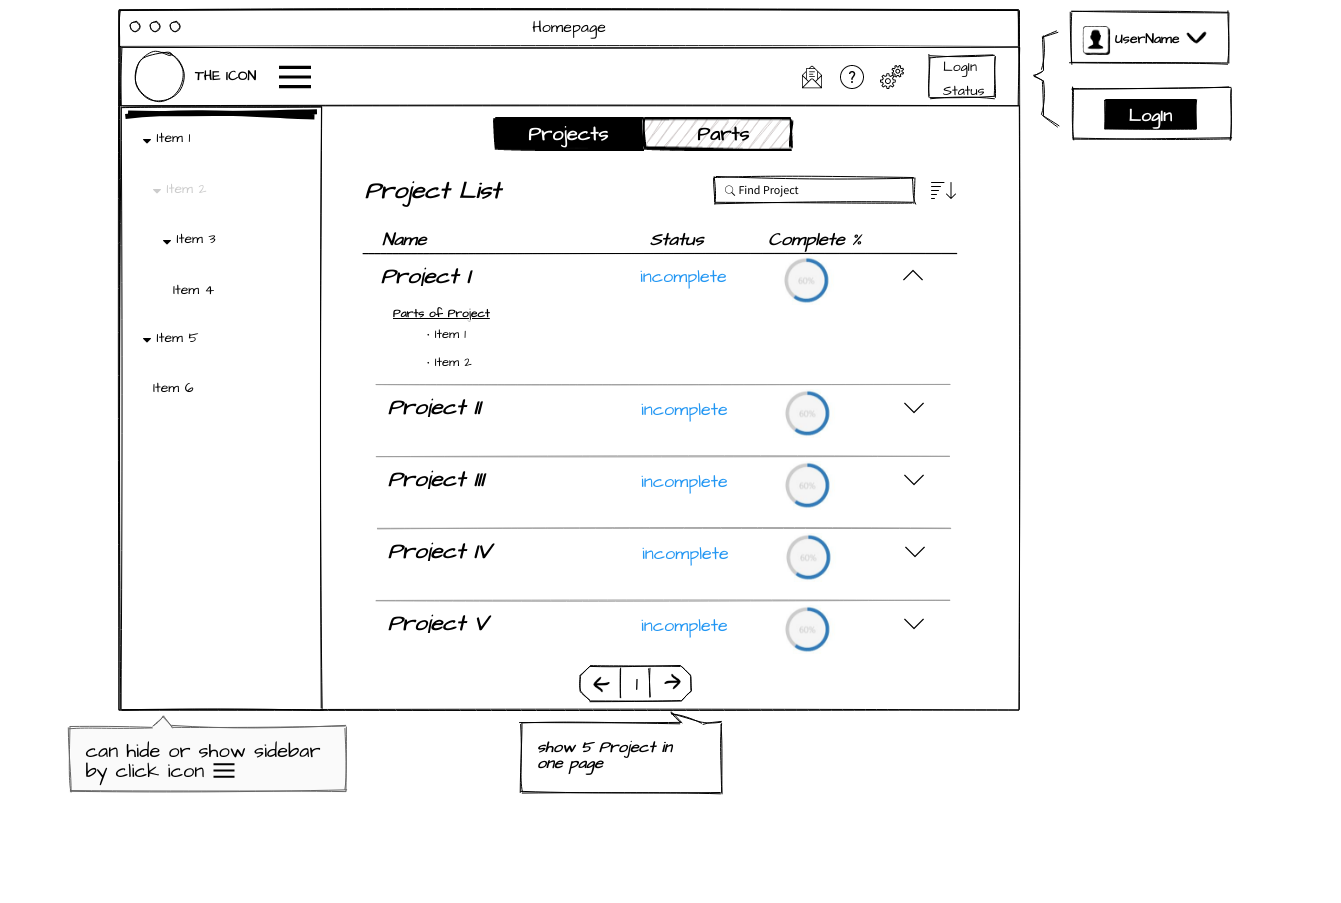 Homepage
THE ICON
?
LogIn
Status
UserName
LogIn
Item 1
Item 2
Item 3
Item 4
Item 5
Item 6
Projects
Parts
Project List
Find Project
Name
Status
Complete %
Project I
incomplete
60%
Parts of Project
· Item 1
· Item 2
Project II
incomplete
60%
Project III
incomplete
60%
Project IV
incomplete
60%
Project V
incomplete
60%
1
can hide or show sidebar
by click icon
show 5 Project in
one page